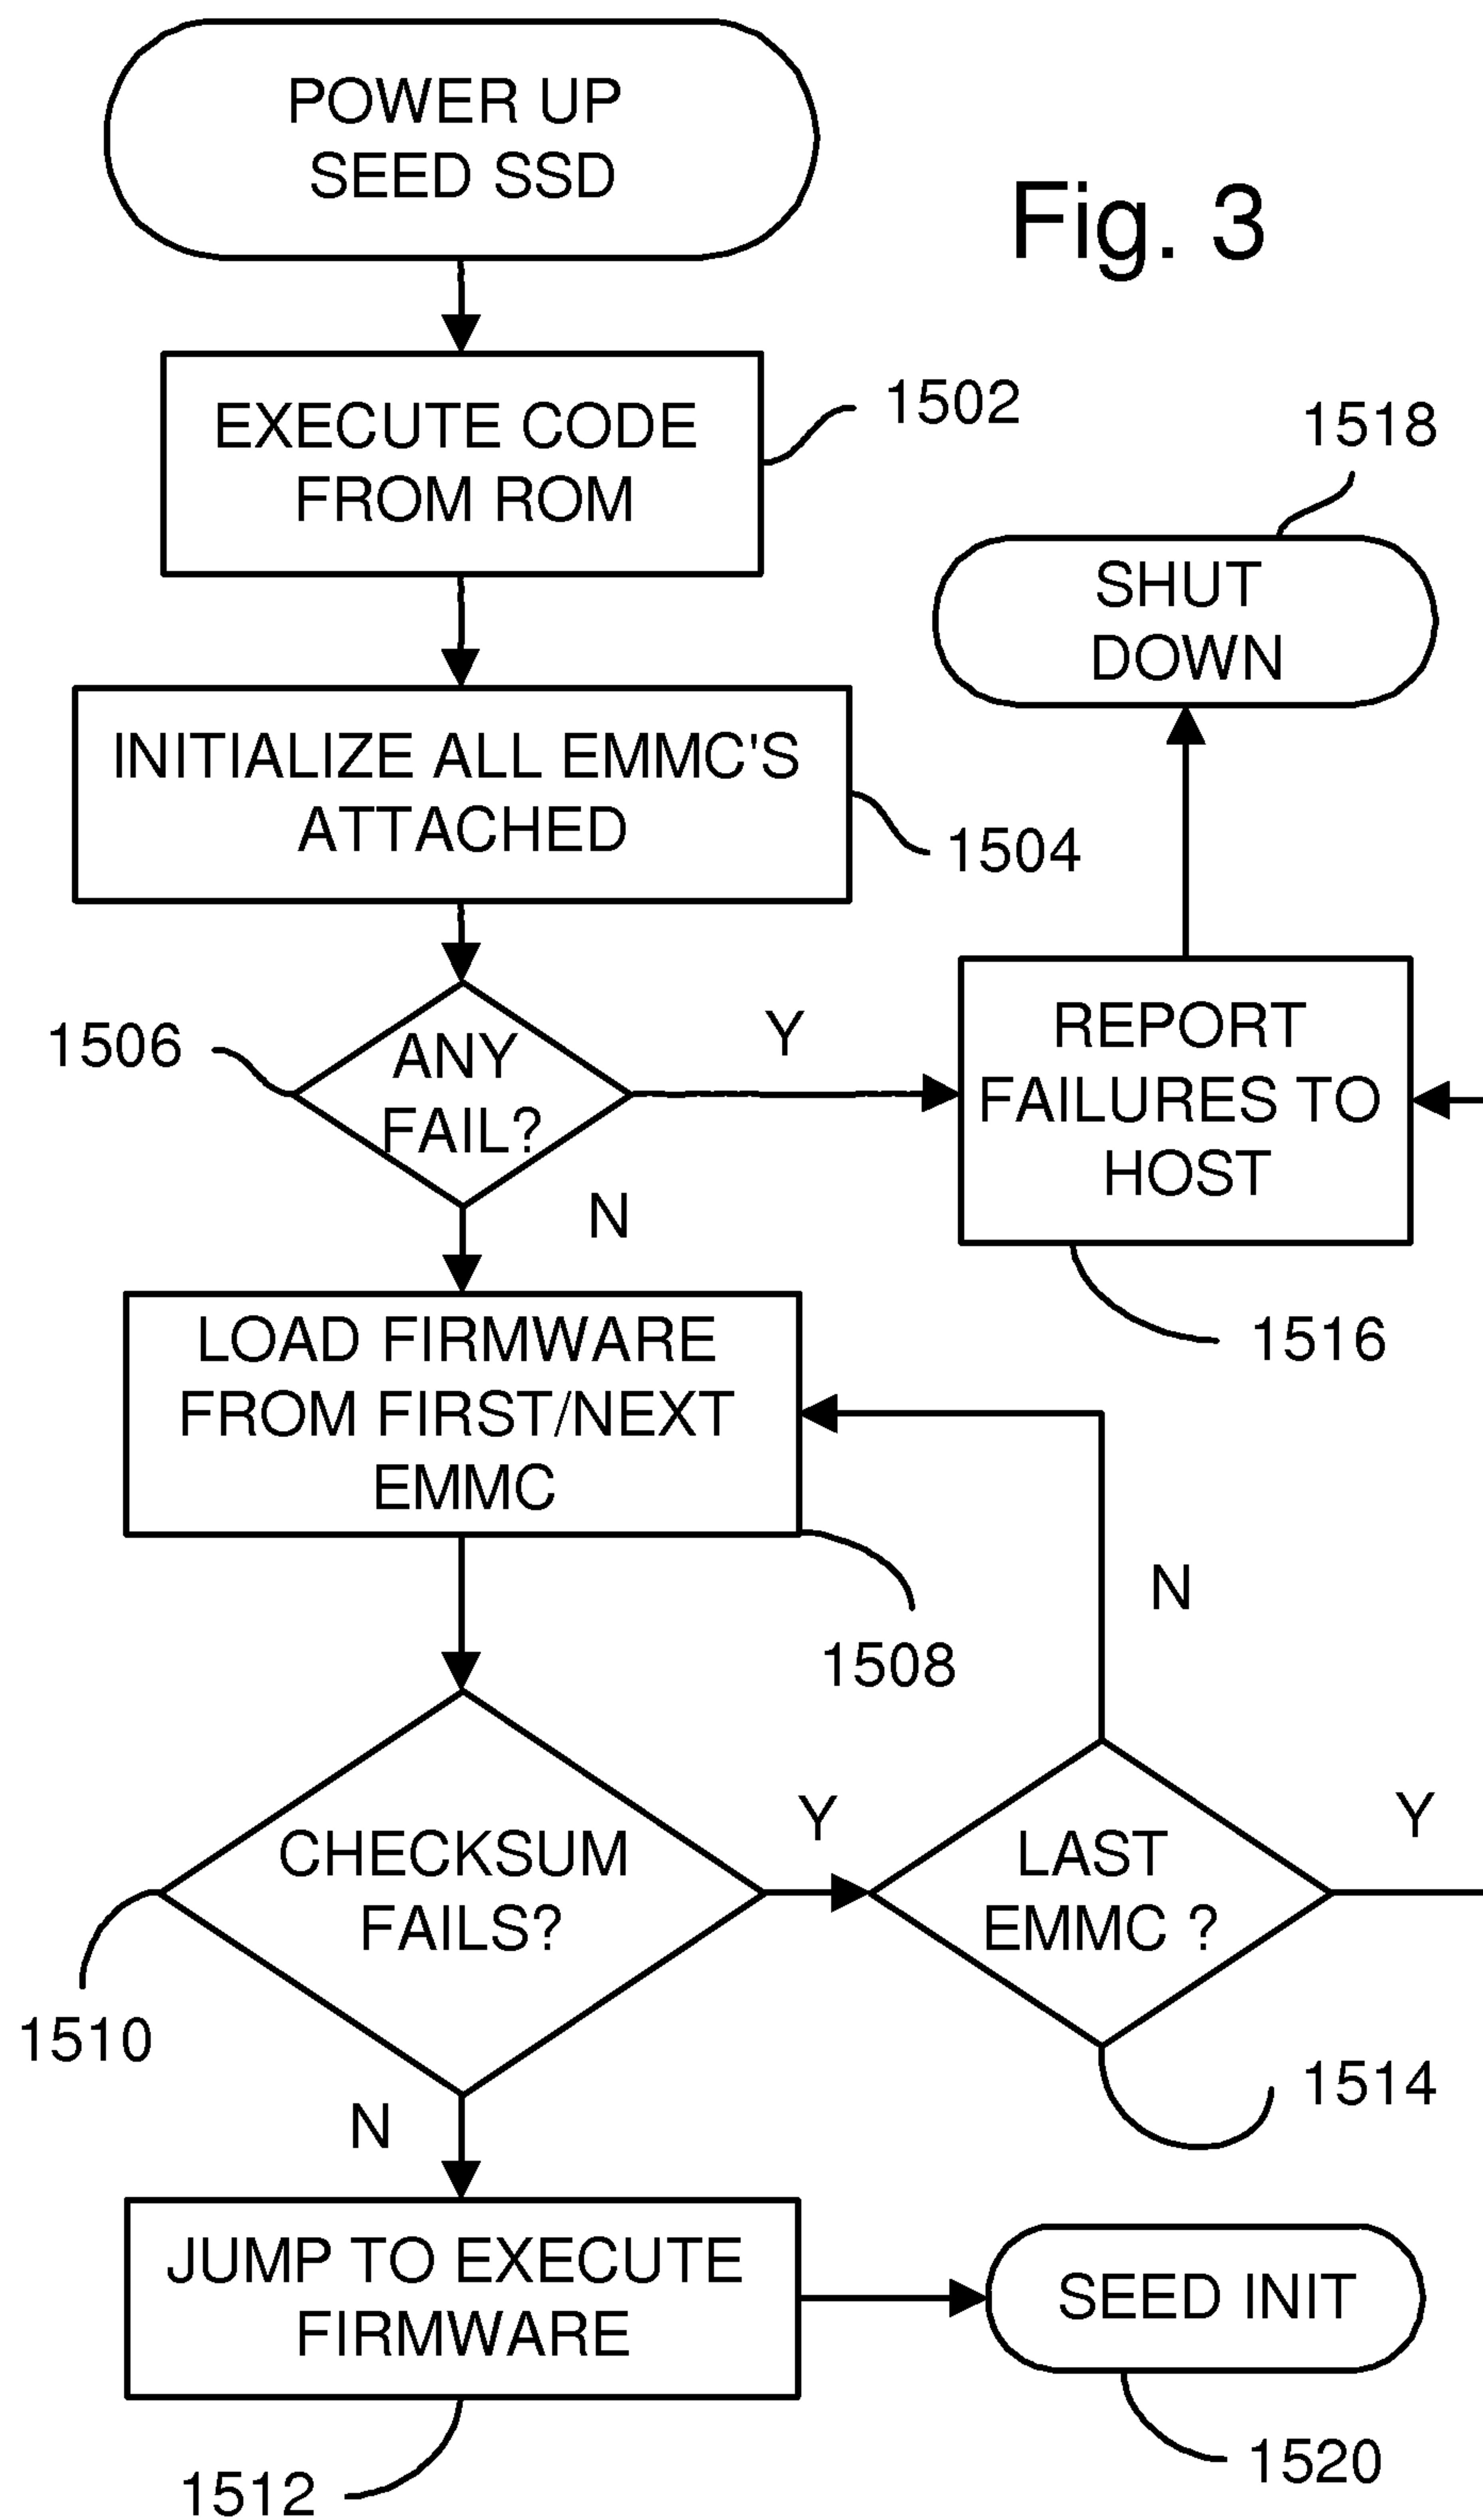 POWER UP
SEED SSD
Fig. 3
EXECUTE CODE
FROM ROM
1502
1518
SHUT
DOWN
INITIALIZE ALL EMMC'S
ATTACHED
1504
1506
ANY
FAIL?
Y
N
REPORT
FAILURES TO
HOST
1516
LOAD FIRMWARE
FROM FIRST/NEXT
EMMC
1508
N
CHECKSUM
FAILS?
Y
LAST
EMMC ?
Y
1510
N
1514
JUMP TO EXECUTE
FIRMWARE
SEED INIT
1512
1520